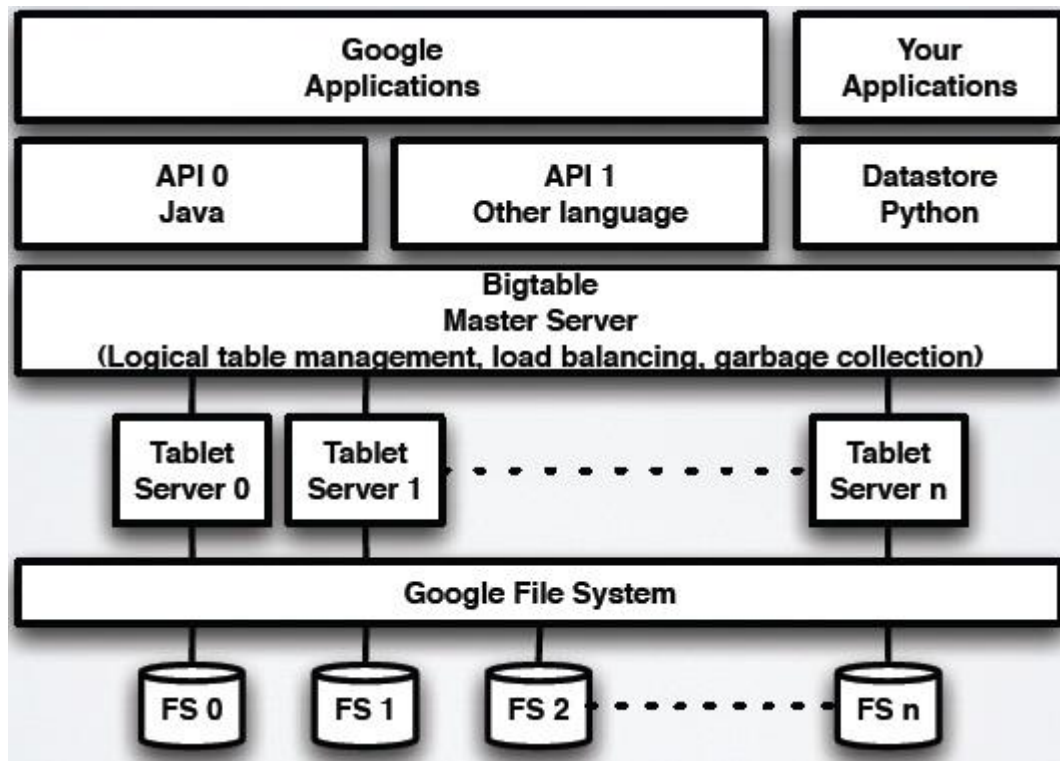 Google
Applications
Your
Applications
API 0
Java
API 1
Other language
Datastore
Python
Bigtable
Master Server
(Logical table management, load balancing, garbage collection)
Tablet
Server 0
Tablet
Server 1
Tablet
Server n
Google File System
FS 0
FS 1
FS 2
FS n